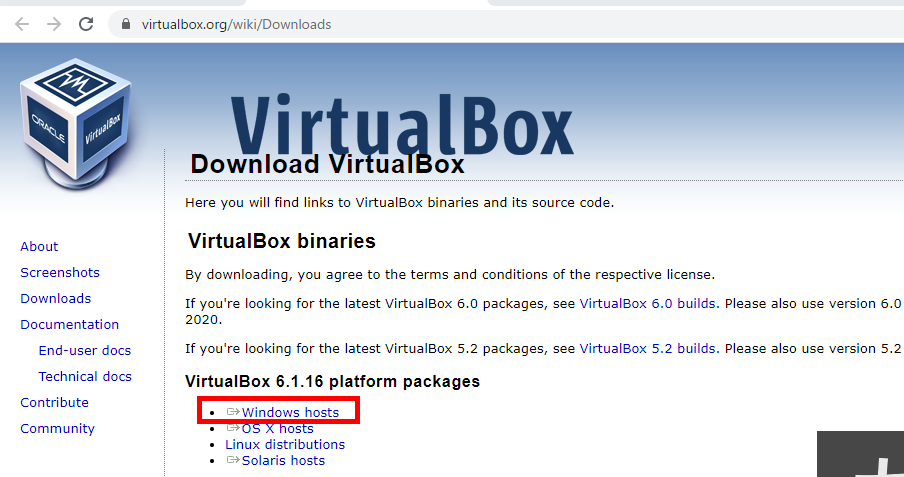 virtualbox.org/wiki/Downloads
ORACLE
VirtualBox
VirtualBox
Download VirtualBox
Here you will find links to VirtualBox binaries and its source code.
About
Screenshots
Downloads
Documentation
End-user docs
Technical docs
Contribute
Community
VirtualBox binaries
By downloading, you agree to the terms and conditions of the respective license.
If you're looking for the latest VirtualBox 6.0 packages, see VirtualBox 6.0 builds. Please also use version 6.0
2020.
If you're looking for the latest VirtualBox 5.2 packages, see VirtualBox 5.2 builds. Please also use version 5.2
VirtualBox 6.1.16 platform packages
Windows hosts
OS X hosts
Linux distributions
Solaris hosts